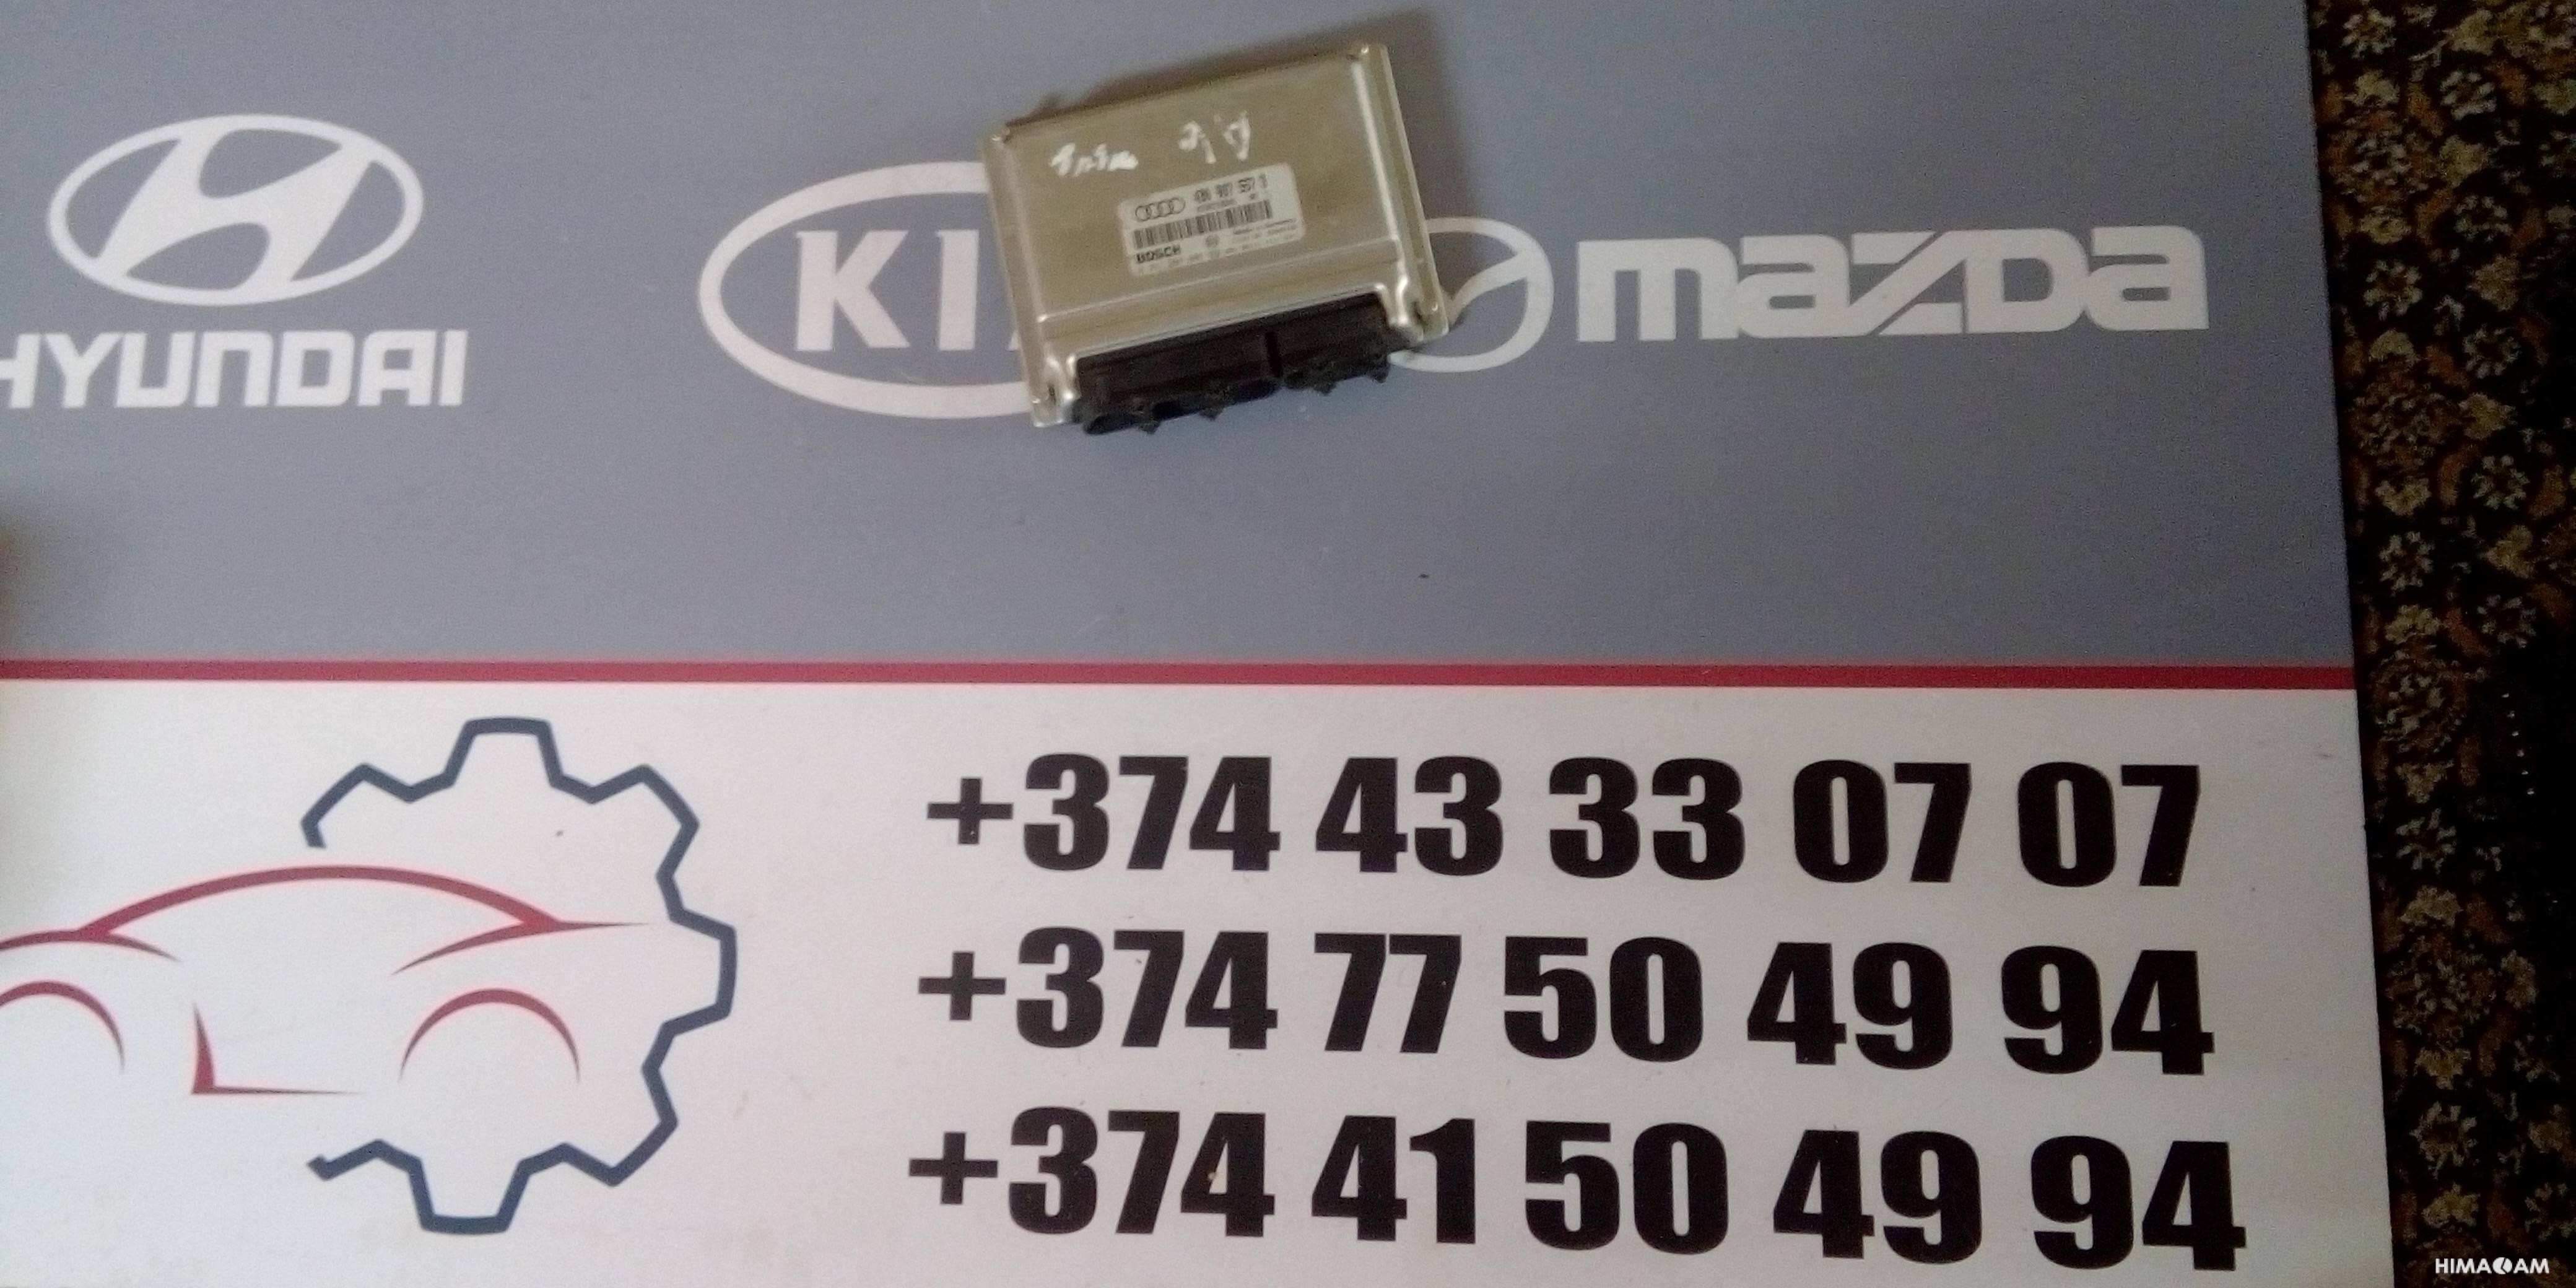 HYUNDAI
KIA
mazda
BOSCH
+374 43 33 07 07
+374 77 50 49 94
+374 41 50 49 94
HIMA AM